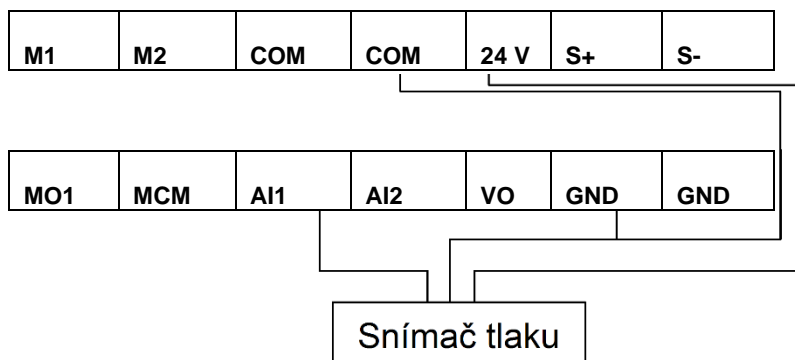 M1 M2 COM COM 24 V S+ S-
MO1 MCM AI1 AI2 VO GND GND
Snímač tlaku